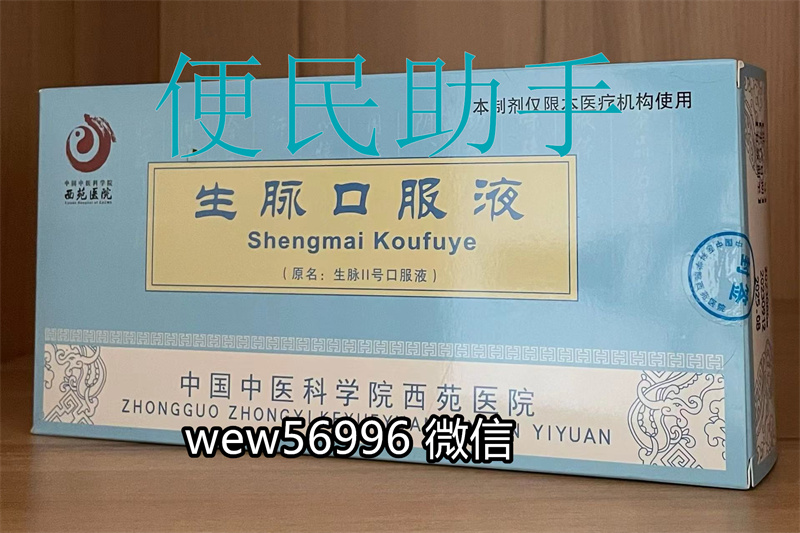 便民助手
本制剂仅限本医疗机构使用
中国中医科学院
西苑医院
生脉口服液
Shengmai Koufuye
(原名：生脉II号口服液)
中国中医科学院西苑医院
ZHONGGUO ZHONGYI YIYUAN
wew56996 微信